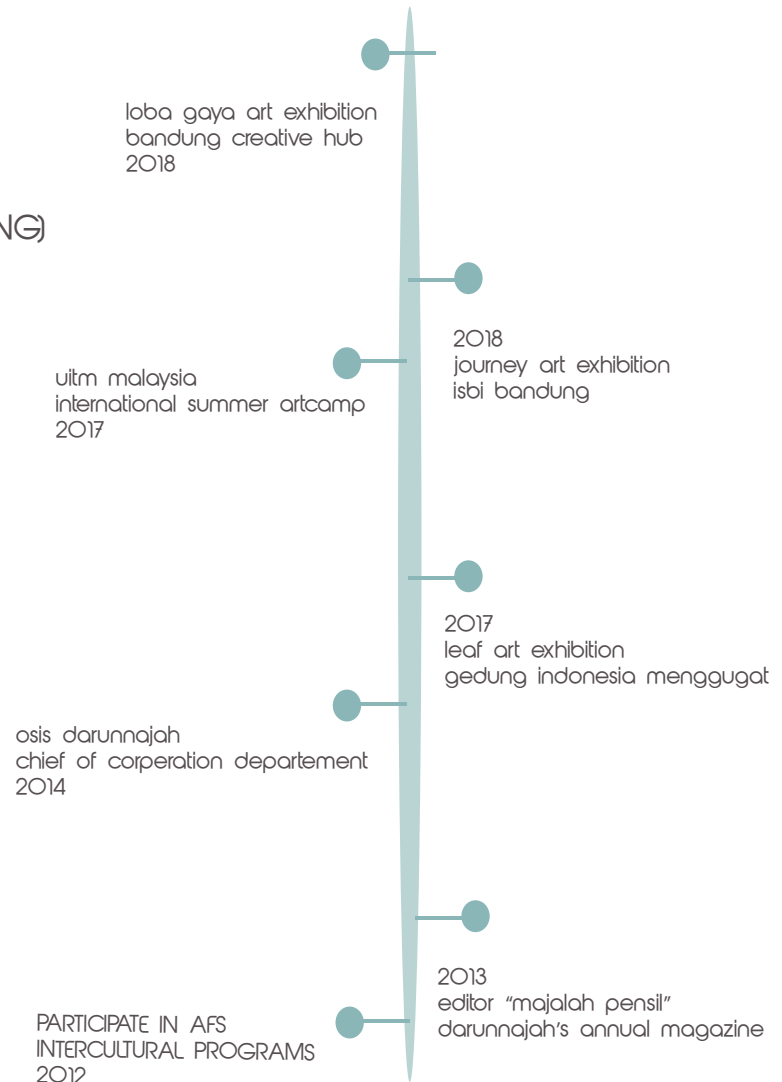 loba gaya art exhibition
bandung creative hub
2018
NG)
2018
journey art exhibition
isbi bandung
uitm malaysia
international summer artcamp
2017
2017
leaf art exhibition
gedung indonesia menggugat
osis darunnajah
chief of corperation departement
2014
2013
editor “majalah pensil”
darunnajah’s annual magazine
PARTICIPATE IN AFS
INTERCULTURAL PROGRAMS
2012